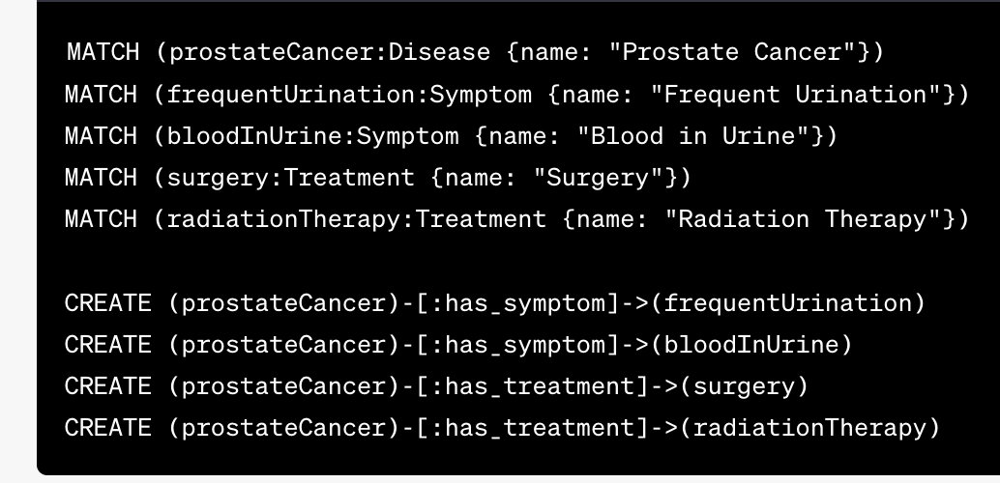 MATCH (prostateCancer:Disease {name: "Prostate Cancer"})
MATCH (frequentUrination:Symptom {name: "Frequent Urination"})
MATCH (bloodInUrine:Symptom {name: "Blood in Urine"})
MATCH (surgery:Treatment {name: "Surgery"})
MATCH (radiationTherapy:Treatment {name: "Radiation Therapy"})
CREATE (prostateCancer)-[:has_symptom]->(frequentUrination)
CREATE (prostateCancer)-[:has_symptom]->(bloodInUrine)
CREATE (prostateCancer)-[:has_treatment]->(surgery)
CREATE (prostateCancer)-[:has_treatment]->(radiationTherapy)